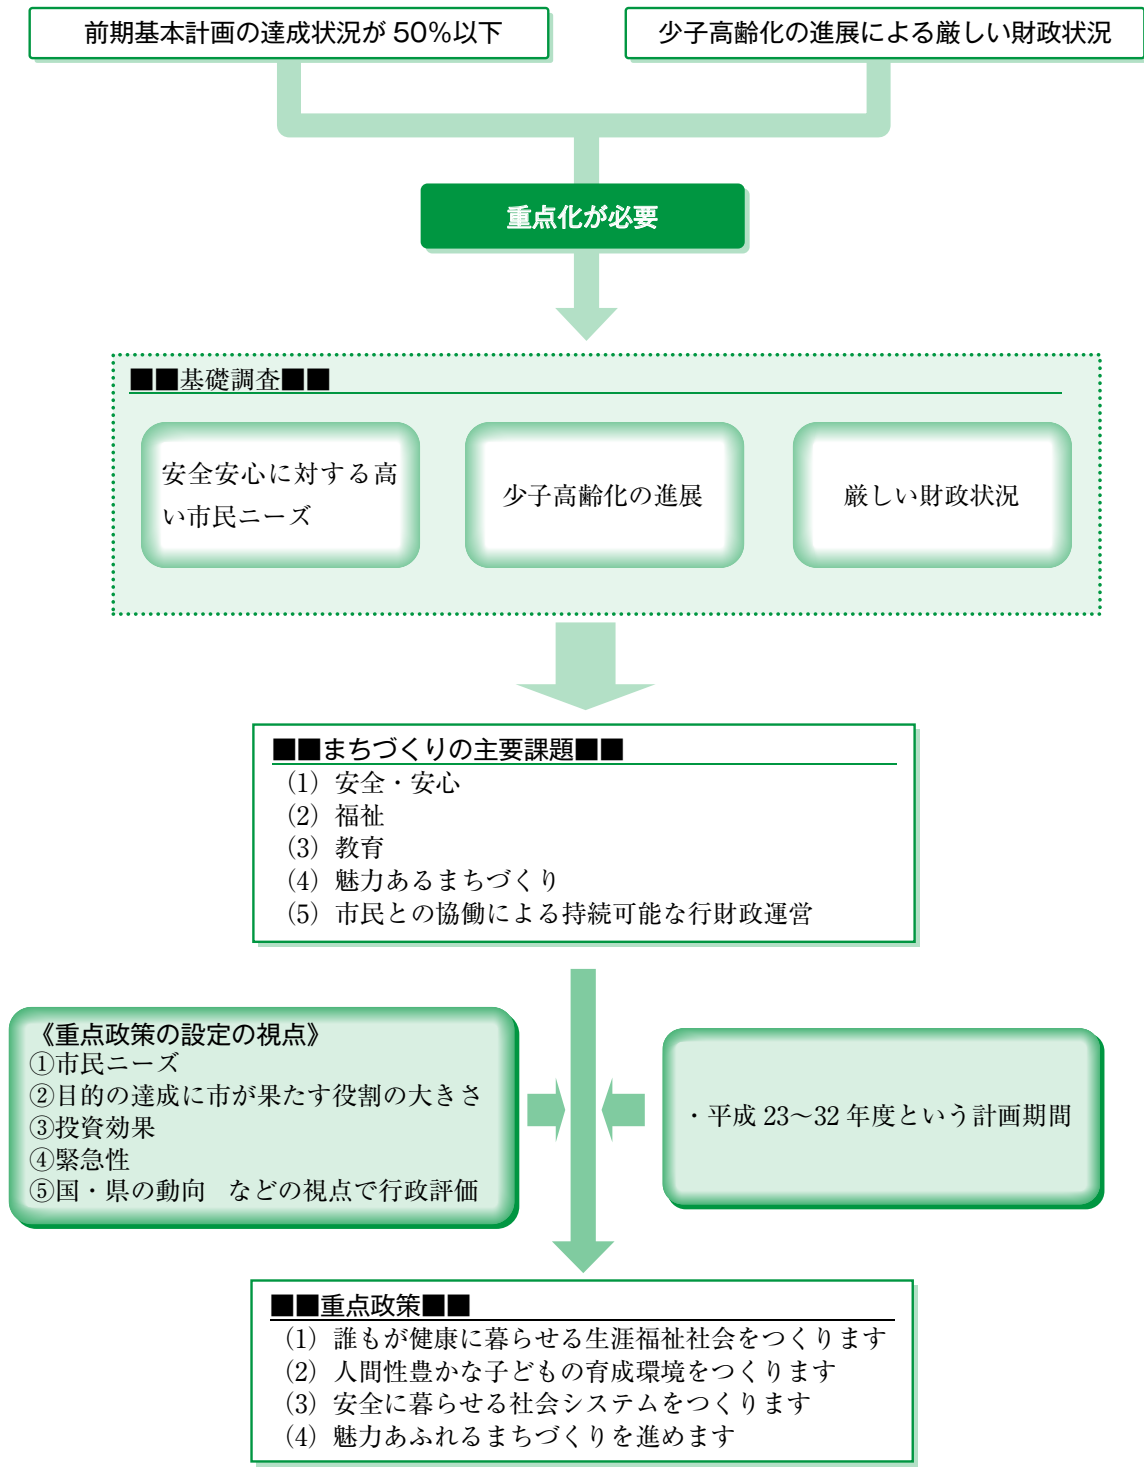 前期基本計画の達成状況が50%以下
少子高齢化の進展による厳しい財政状況
重点化が必要
■■基礎調査■■
安全安心に対する高
い市民ニーズ
少子高齢化の進展
厳しい財政状況
■■まちづくりの主要課題■■
(1)安全・安心
(2)福祉
(3)教育
(4)魅力あるまちづくり
(5)市民との協働による持続可能な行財政運営
《重点政策の設定の視点》
①市民ニーズ
②目的の達成に市が果たす役割の大きさ
③投資効果
④緊急性
⑤国・県の動向　などの視点で行政評価
・平成23～32年度という計画期間
■■重点政策■■
(1)誰もが健康に暮らせる生涯福祉社会をつくります
(2)人間性豊かな子どもの育成環境をつくります
(3)安全に暮らせる社会システムをつくります
(4)魅力あふれるまちづくりを進めます